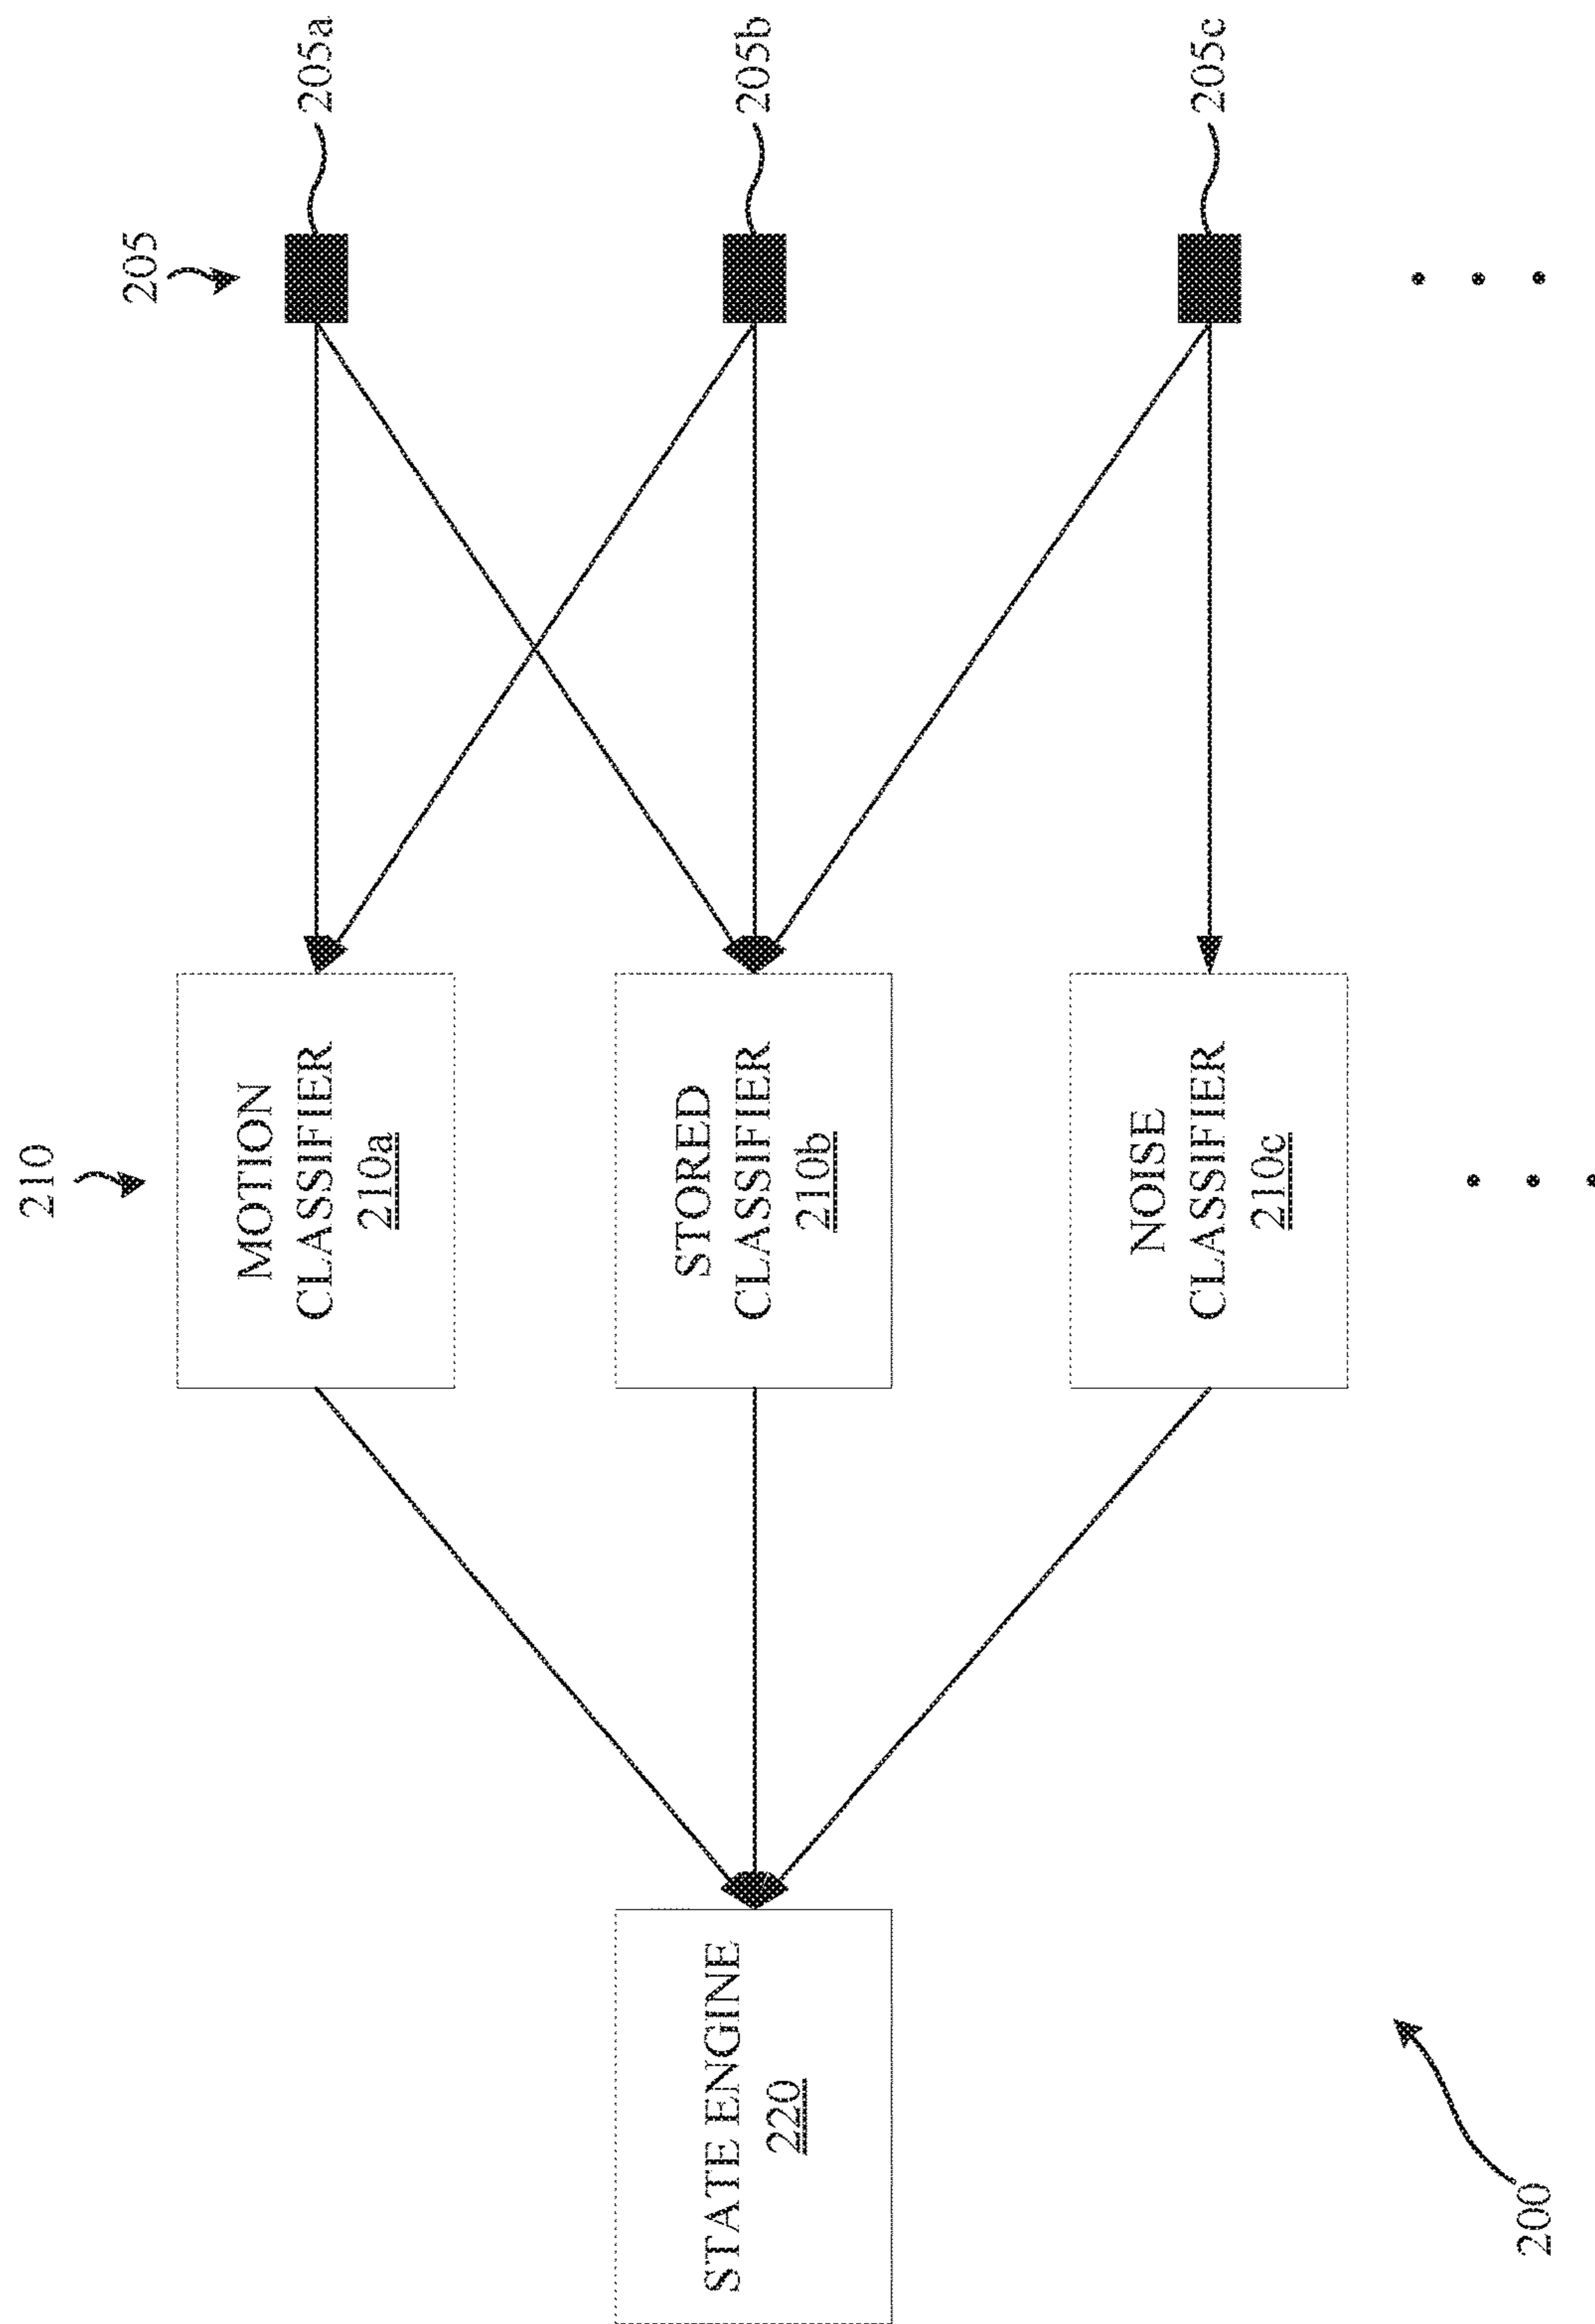 200
STATE ENGINE
220
210
MOTION
CLASSIFIER
210a
STORED
CLASSIFIER
210b
NOISE
CLASSIFIER
210c
205
205a
205b
205c